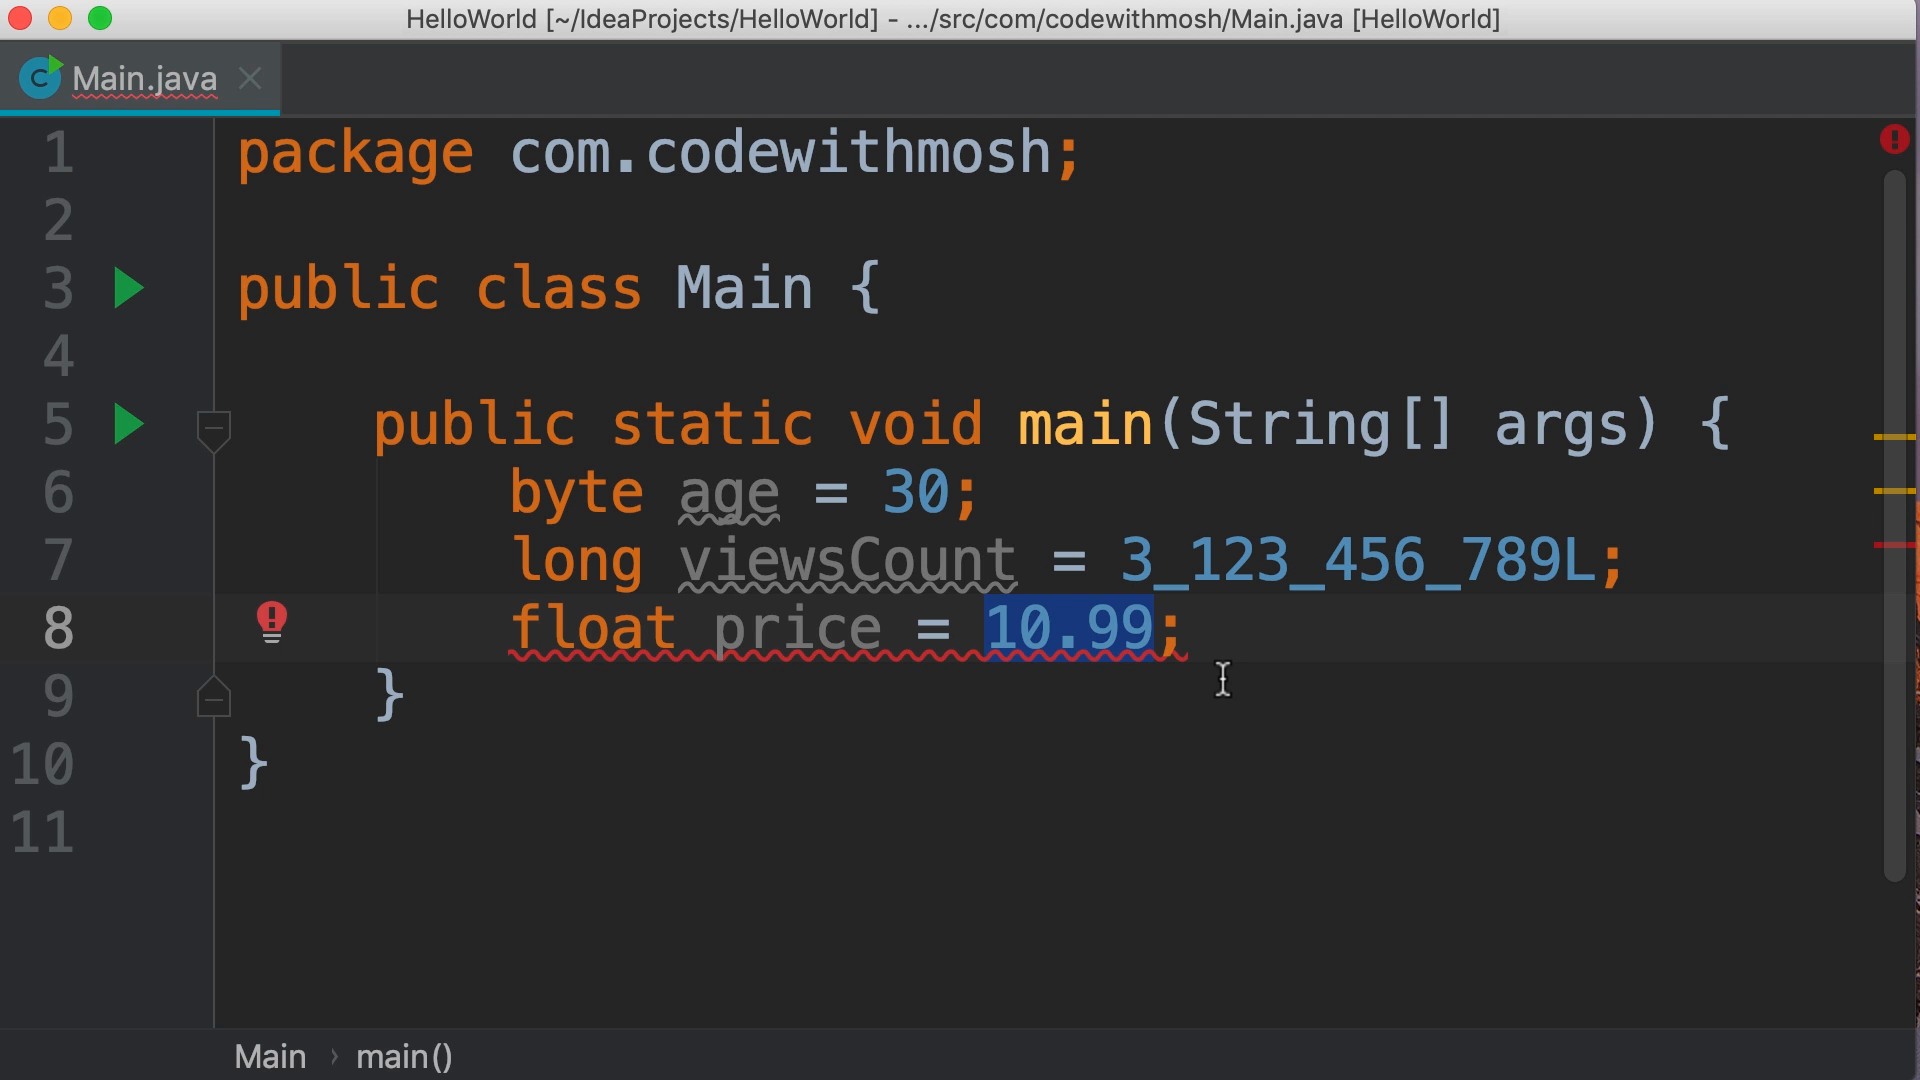 HelloWorld [~/IdeaProjects/HelloWorld] - .../src/com/codewithmosh/Main.java [HelloWorld]
C Main.java
1 package com.codewithmosh;
2
3 public class Main {
4
5 public static void main(String[] args) {
6 byte age = 30;
7 long viewsCount = 3_123_456_789L;
8 float price = 10.99;
9 }
10 }
11
Main › main()